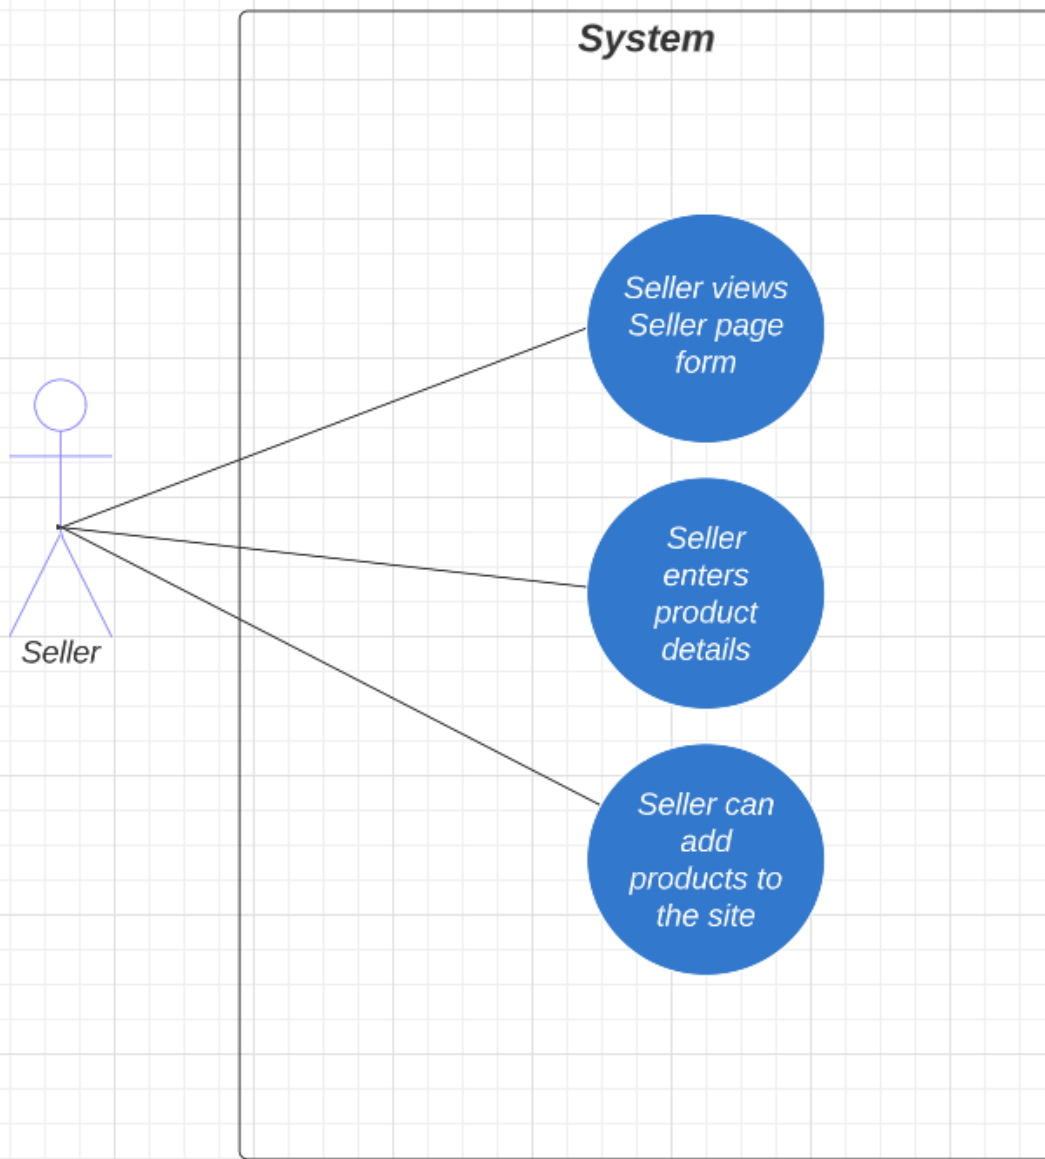 System
Seller views
Seller page
form
Seller
enters
product
details
Seller
Seller can
add
products to
the site